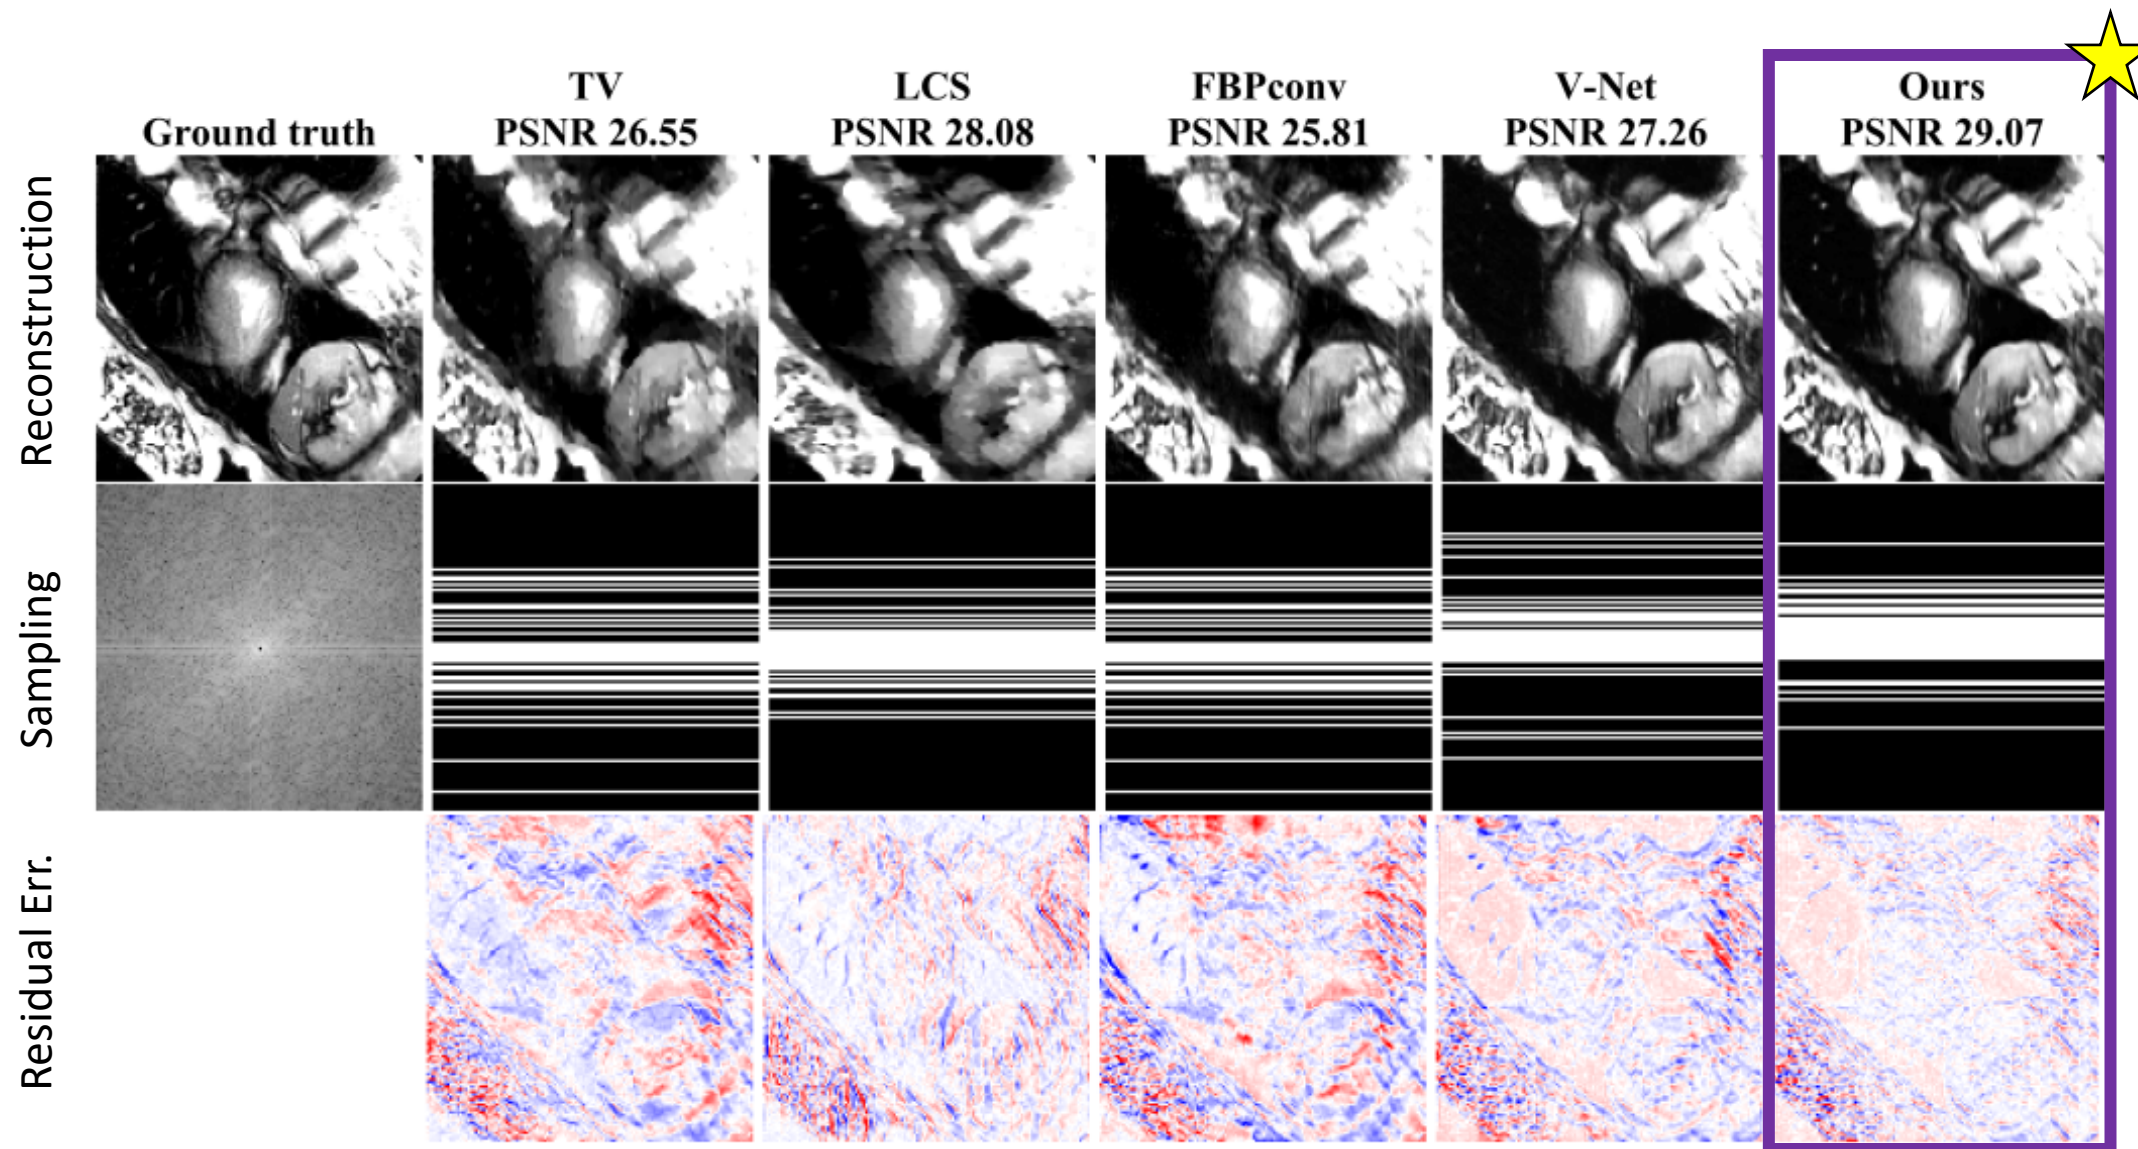 TV
LCS
FBPconv
V-Net
Ours
Ground truth
PSNR 26.55
PSNR 28.08
PSNR 25.81
PSNR 27.26
PSNR 29.07
Reconstruction
Sampling
Residual Err.